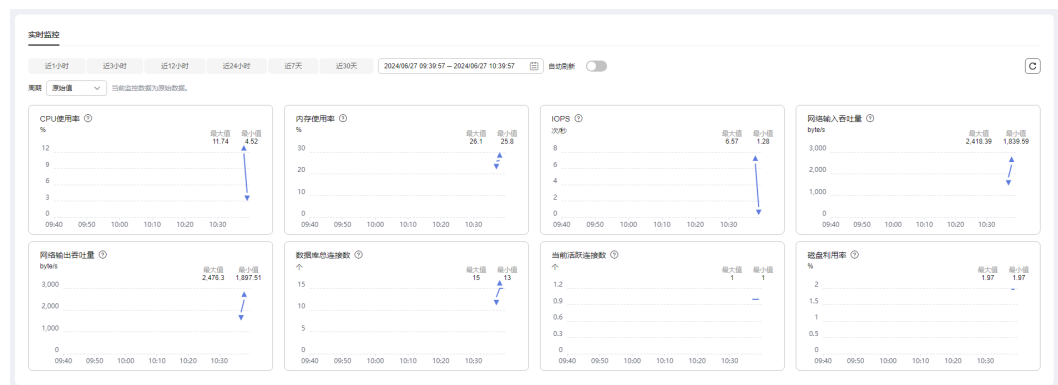 实时监控
近1小时 近3小时 近12小时 近24小时 近7天 近30天 2024/06/27 09:39:57 — 2024/06/27 10:39:57 自动刷新
周期 原始值 当前监控数据为原始数据。
CPU使用率
%
最大值 最小值
11.74 4.52
12
9
6
3
0
09:40 09:50 10:00 10:10 10:20 10:30
内存使用率
%
最大值 最小值
26.1 25.8
30
20
10
0
09:40 09:50 10:00 10:10 10:20 10:30
IOPS
次/秒
最大值 最小值
6.57 1.28
8
6
4
2
0
09:40 09:50 10:00 10:10 10:20 10:30
网络输入吞吐量
byte/s
最大值 最小值
2,418.39 1,839.59
3,000
2,000
1,000
0
09:40 09:50 10:00 10:10 10:20 10:30
网络输出吞吐量
byte/s
最大值 最小值
2,476.3 1,897.51
3,000
2,000
1,000
0
09:40 09:50 10:00 10:10 10:20 10:30
数据库总连接数
个
最大值 最小值
15 13
15
10
5
0
09:40 09:50 10:00 10:10 10:20 10:30
当前活跃连接数
个
最大值 最小值
1 1
1.2
0.9
0.6
0.3
0
09:40 09:50 10:00 10:10 10:20 10:30
磁盘利用率
%
最大值 最小值
1.97 1.97
2
1.5
1
0.5
0
09:40 09:50 10:00 10:10 10:20 10:30